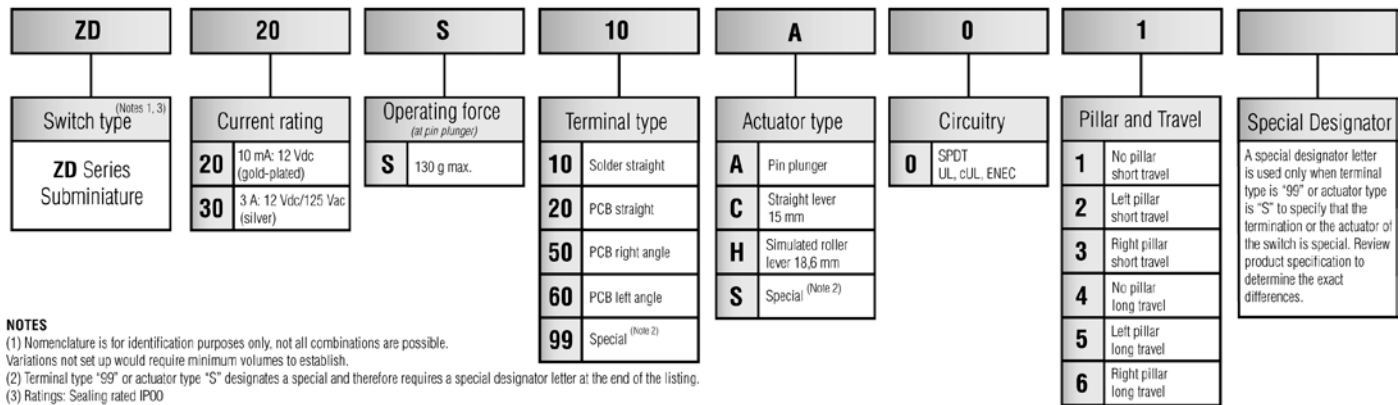 ZD 20 S 10 A 0 1
Switch type (Notes 1, 3)
ZD Series
Subminiature
Current rating
20 10 mA: 12 Vdc
(gold-plated)
30 3 A: 12 Vdc/125 Vac
(silver)
Operating force
(at pin plunger)
S 130 g max.
Terminal type
10 Solder straight
20 PCB straight
50 PCB right angle
60 PCB left angle
99 Special (Note 2)
Actuator type
A Pin plunger
C Straight lever
15 mm
H Simulated roller
lever 18,6 mm
S Special (Note 2)
Circuitry
0 SPDT
UL, cUL, ENEC
Pillar and Travel
1 No pillar
short travel
2 Left pillar
short travel
3 Right pillar
short travel
4 No pillar
long travel
5 Left pillar
long travel
6 Right pillar
long travel
Special Designator
A special designator letter
is used only when terminal
type is “99” or actuator type
is “S” to specify that the
termination or the actuator of
the switch is special. Review
product specification to
determine the exact
differences.
NOTES
(1) Nomenclature is for identification purposes only, not all combinations are possible.
Variations not set up would require minimum volumes to establish.
(2) Terminal type “99” or actuator type “S” designates a special and therefore requires a special designator letter at the end of the listing.
(3) Ratings: Sealing rated IP00